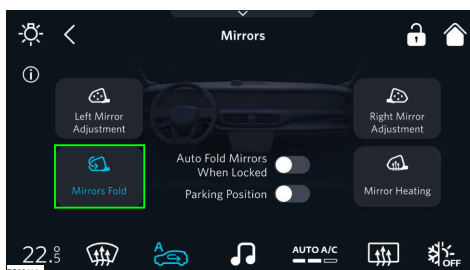 Mirrors
Left Mirror
Adjustment
Right Mirror
Adjustment
Mirrors Fold
Auto Fold Mirrors
When Locked
Parking Position
Mirror Heating
22.5°
A
AUTO A/C
OFF